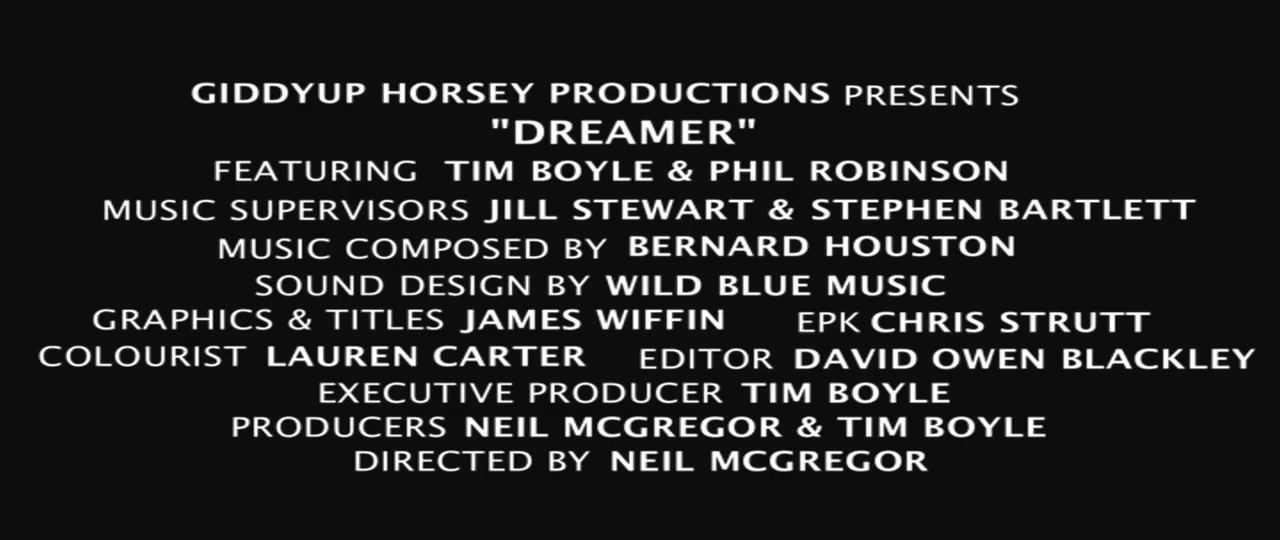 GIDDYUP HORSEY PRODUCTIONS PRESENTS
"DREAMER"
FEATURING TIM BOYLE & PHIL ROBINSON
MUSIC SUPERVISORS JILL STEWART & STEPHEN BARTLETT
MUSIC COMPOSED BY BERNARD HOUSTON
SOUND DESIGN BY WILD BLUE MUSIC
GRAPHICS & TITLES JAMES WIFFIN EPK CHRIS STRUTT
COLOURIST LAUREN CARTER EDITOR DAVID OWEN BLACKLEY
EXECUTIVE PRODUCER TIM BOYLE
PRODUCERS NEIL MCGREGOR & TIM BOYLE
DIRECTED BY NEIL MCGREGOR